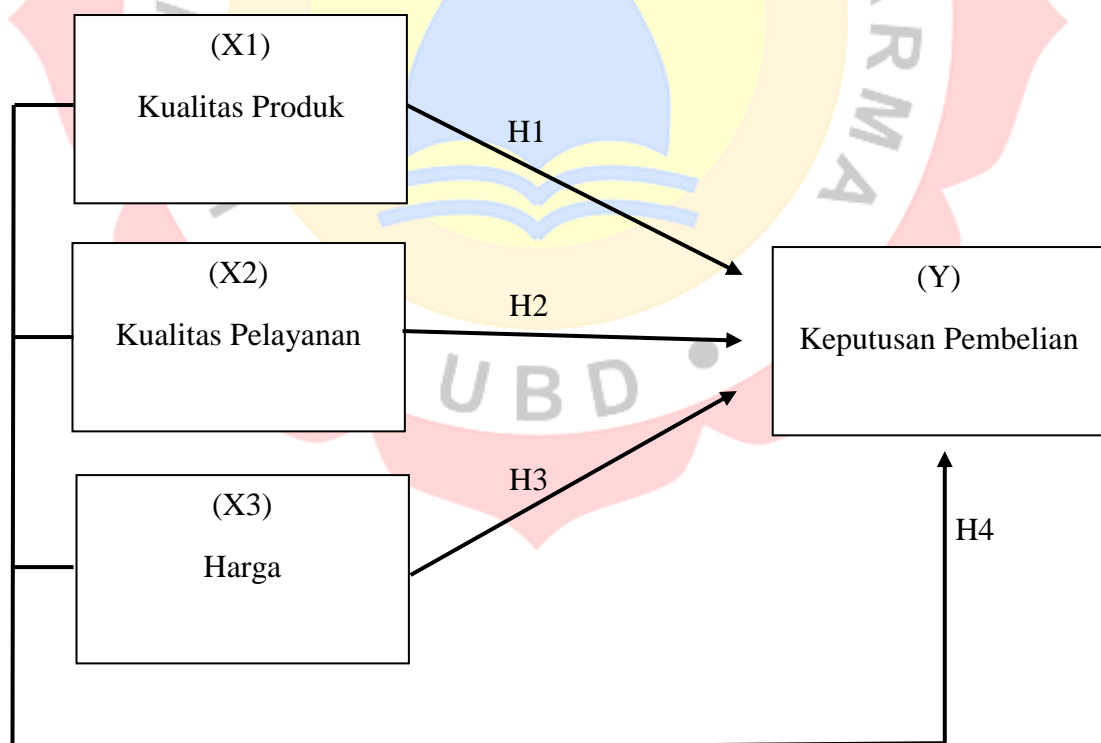 (X1)
Kualitas Produk
H1
(X2)
Kualitas Pelayanan
H2
(Y)
Keputusan Pembelian
(X3)
Harga
H3
H4
UBD